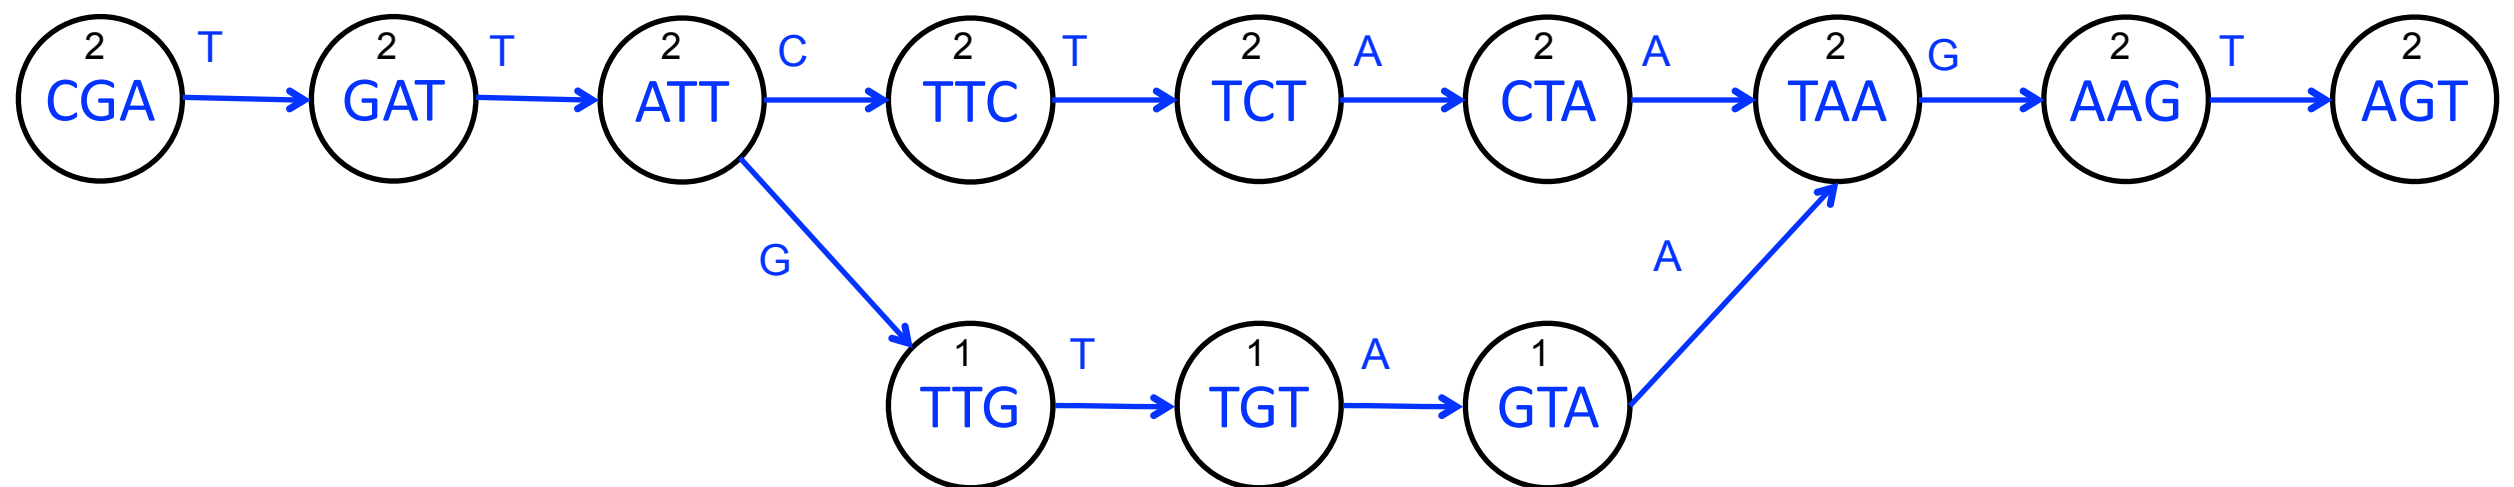 T T C T A A G T
2 2 2 2 2 2 2 2 2
CGA GAT ATT TTC TCT CTA TAA AAG AGT
G A
T A
1 1 1
TTG TGT GTA